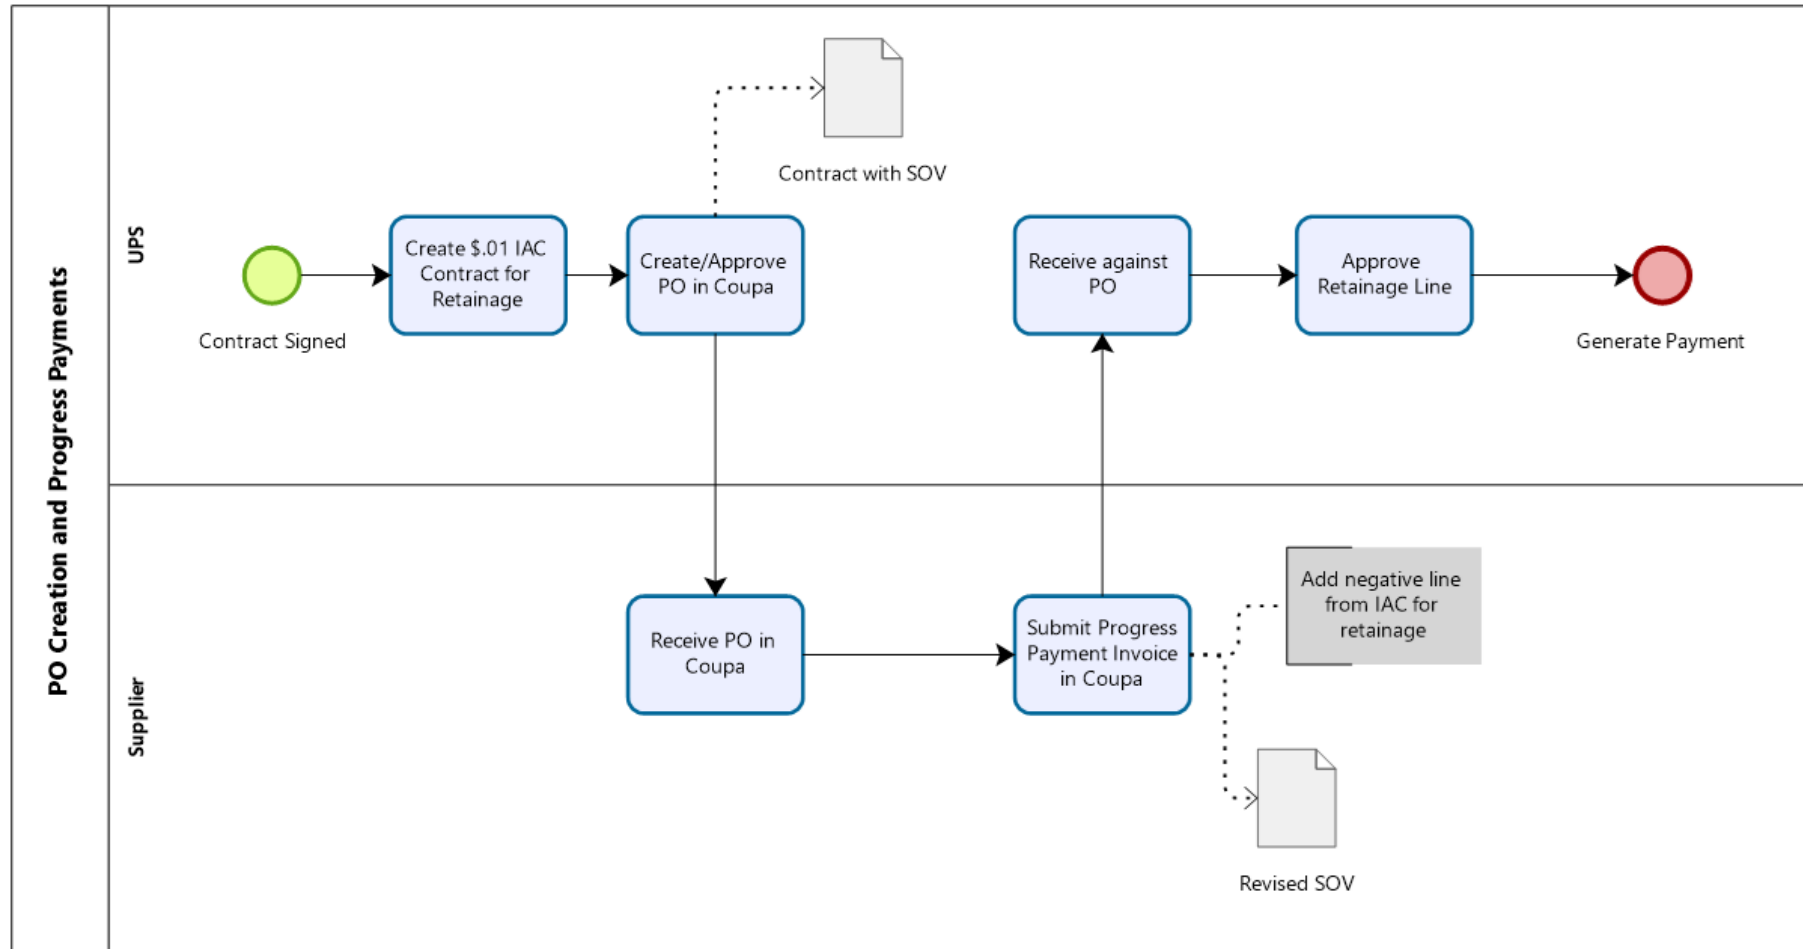 PO Creation and Progress Payments
UPS
Contract with SOV
Create $.01 IAC
Contract for
Retainage
Create/Approve
PO in Coupa
Receive against
PO
Approve
Retainage Line
Contract Signed
Generate Payment
Supplier
Receive PO in
Coupa
Submit Progress
Payment Invoice
in Coupa
Add negative line
from IAC for
retainage
Revised SOV